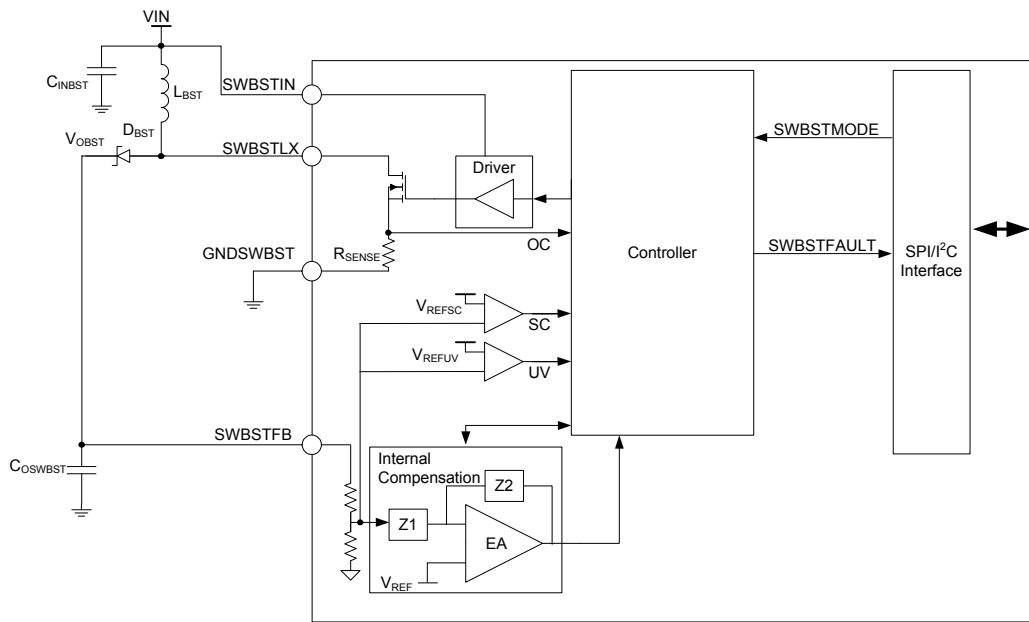 VIN
CINBST
LBST
SWBSTIN
VOBST
DBST
SWBSTLX
Driver
SWBSTMODE
OC
GNDSWBST
RSENSE
Controller
SWBSTFAULT
SPI/I²C
Interface
VREFSC
SC
VREFUV
UV
SWBSTFB
COSWBST
Internal
Compensation
Z2
Z1
EA
VREF